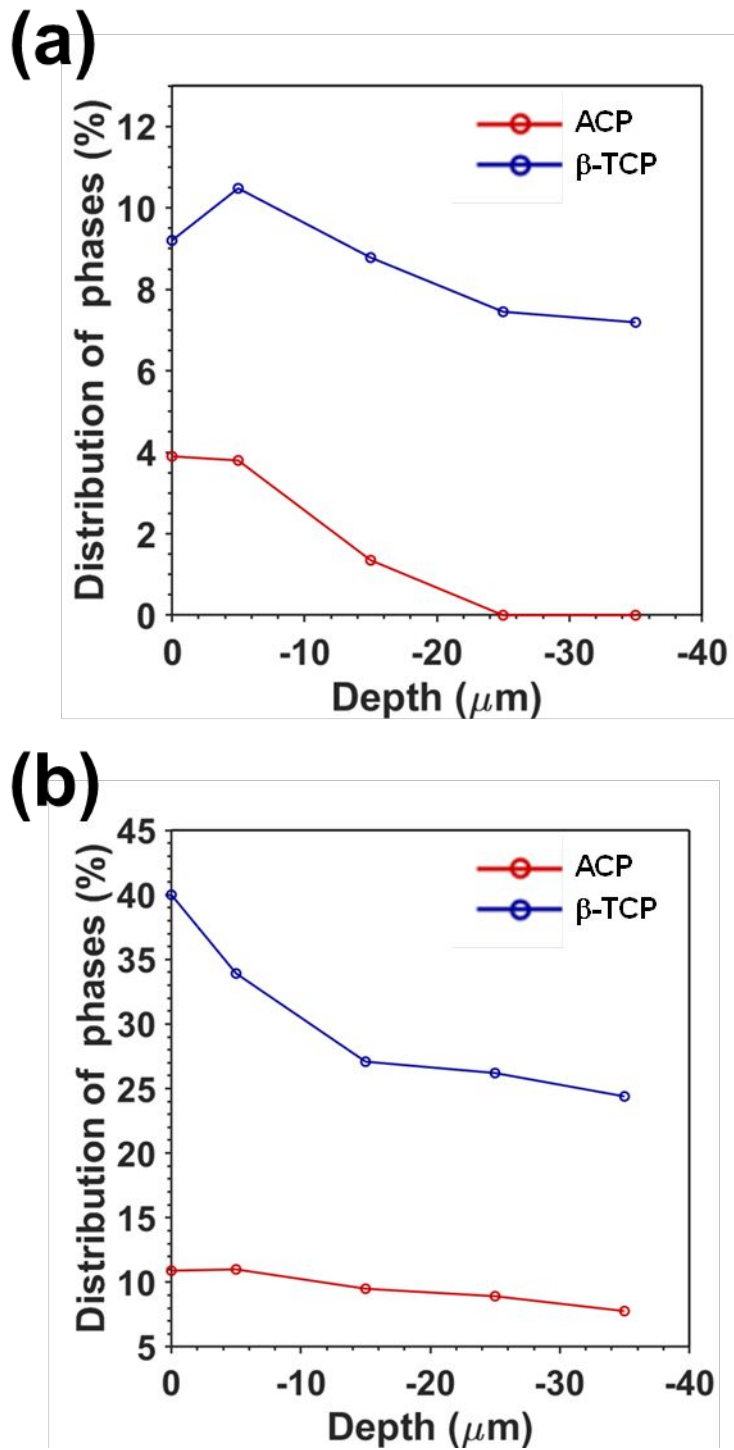 (a)
Distribution of phases (%)
12
10
8
6
4
2
0
ACP
β-TCP
0 -10 -20 -30 -40
Depth (μm)
(b)
Distribution of phases (%)
45
40
35
30
25
20
15
10
5
ACP
β-TCP
0 -10 -20 -30 -40
Depth (μm)